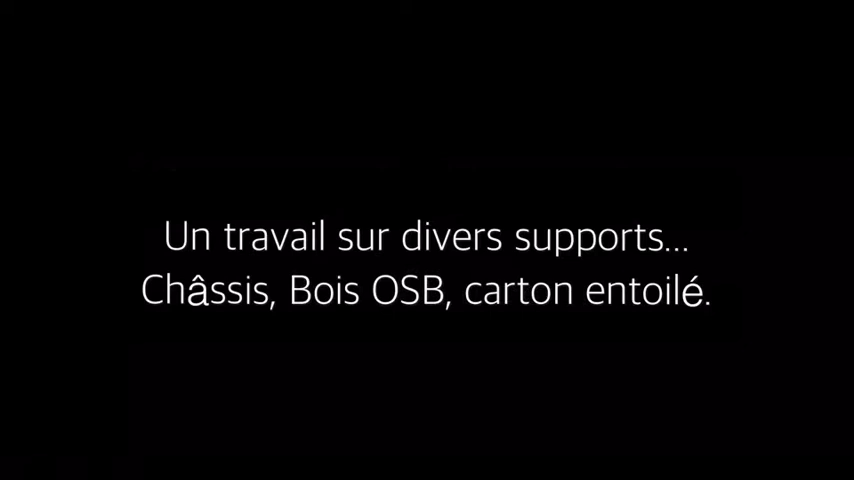 Un travail sur divers supports...
Châssis, Bois OSB, carton entoilé.